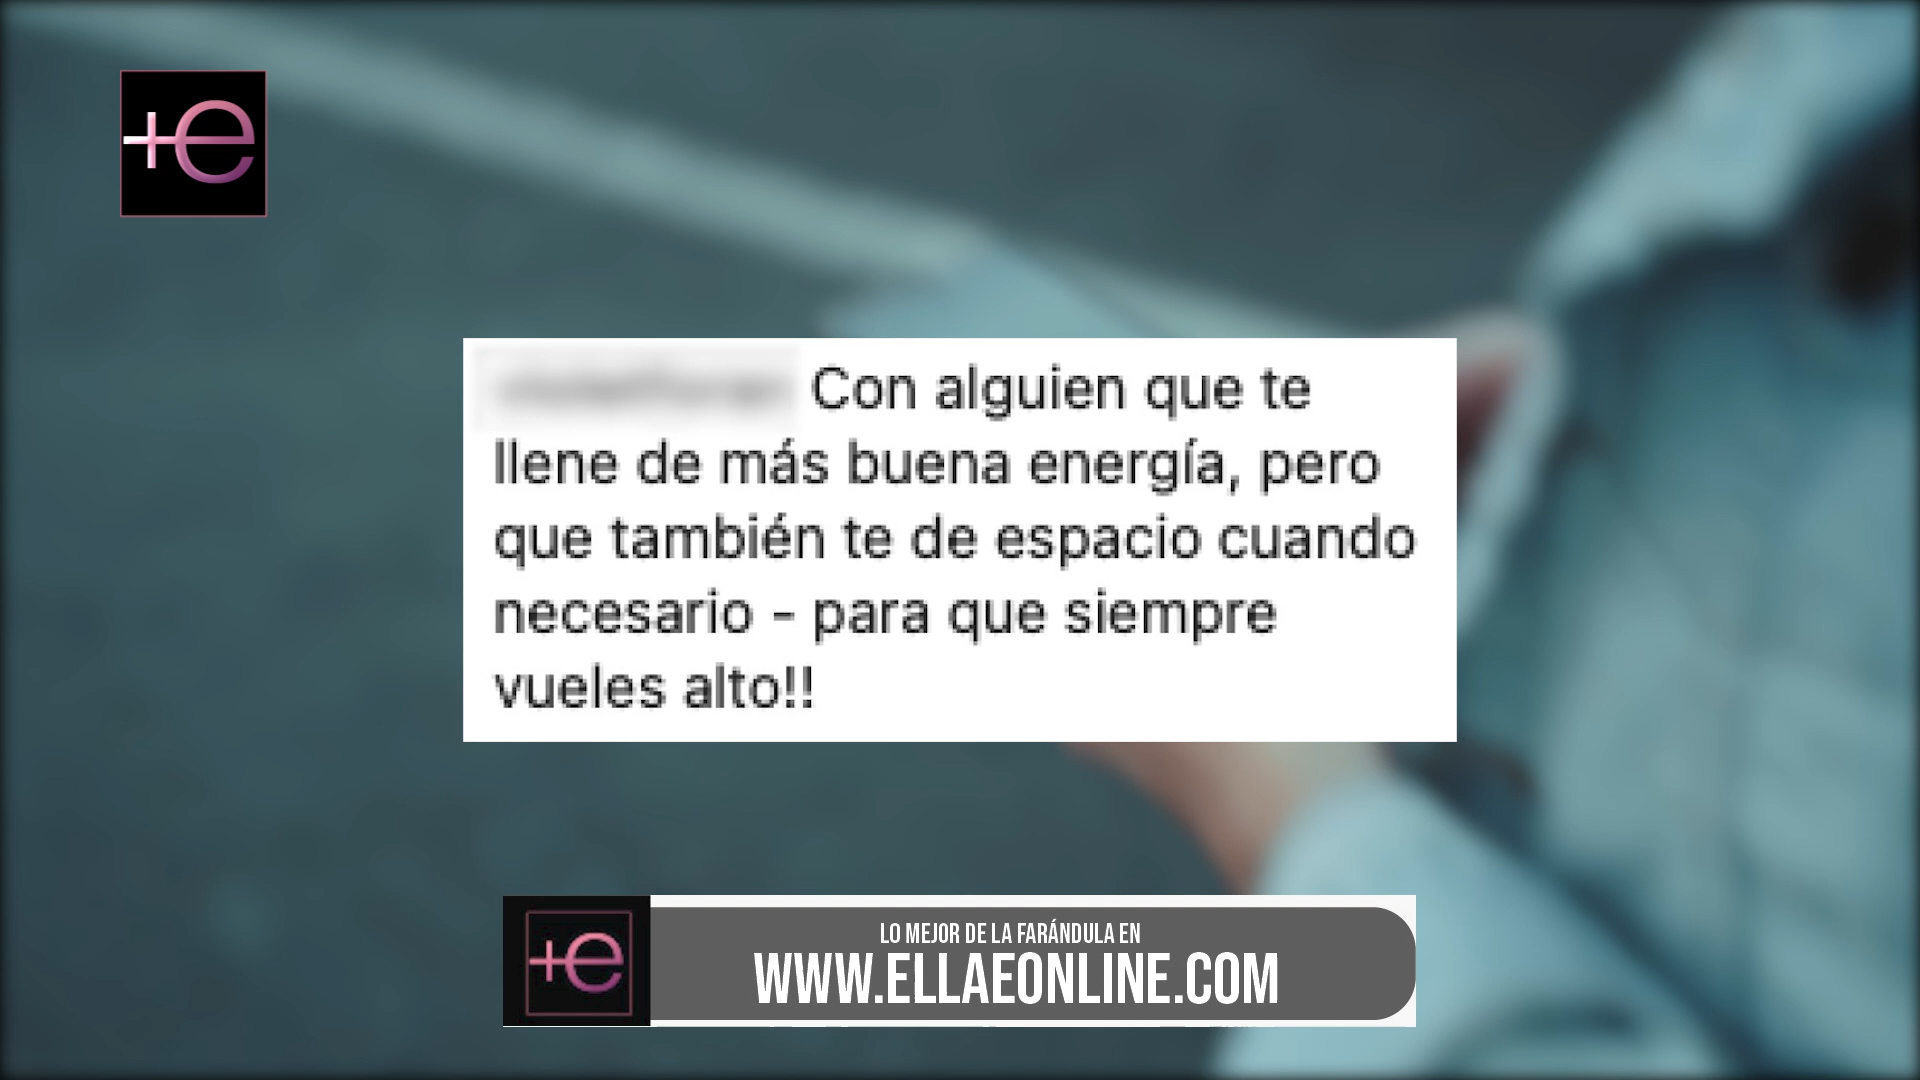 +e
Con alguien que te
llene de más buena energía, pero
que también te de espacio cuando
necesario - para que siempre
vueles alto!!
+e
LO MEJOR DE LA FARÁNDULA EN
WWW.ELLAEONLINE.COM